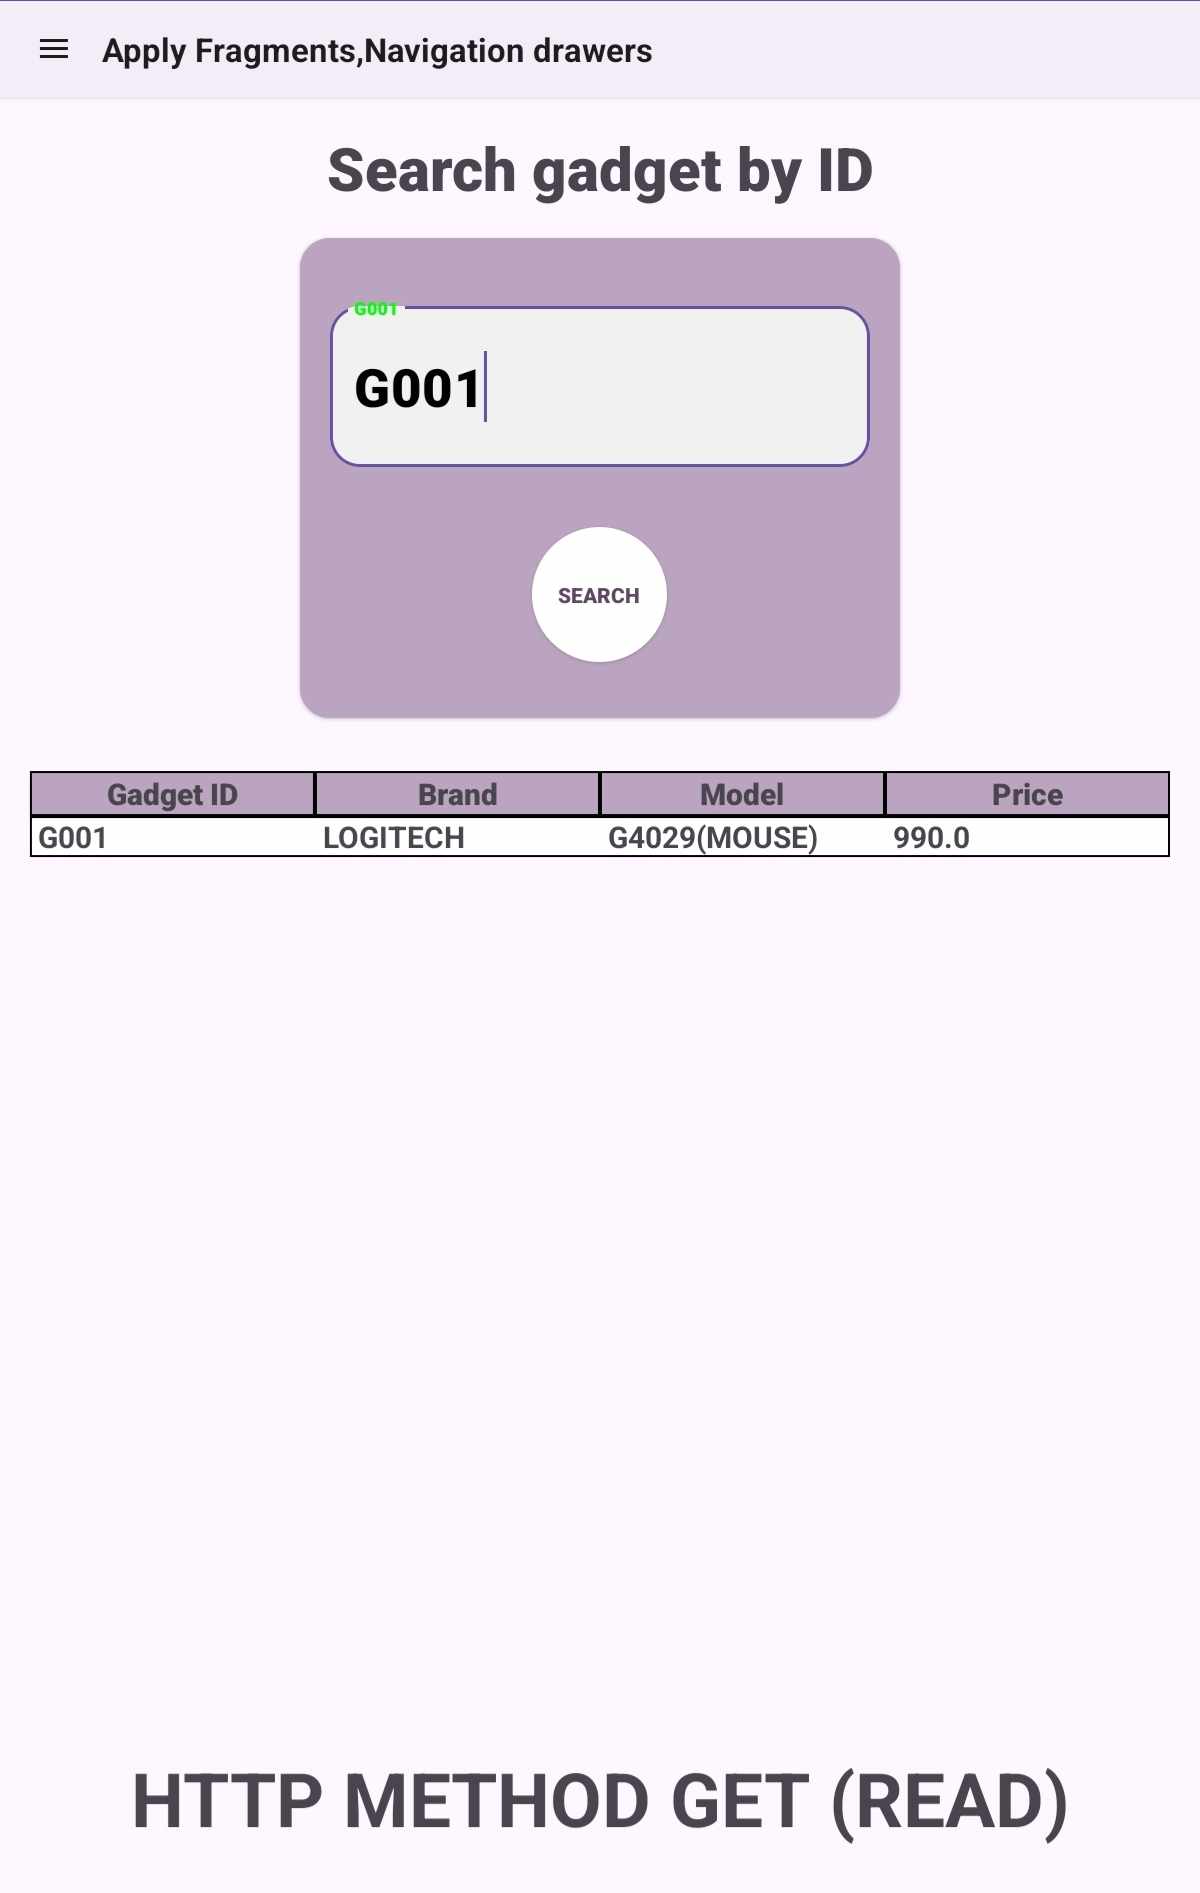 Apply Fragments,Navigation drawers
Search gadget by ID
G001
G001
SEARCH
Gadget ID Brand Model Price
G001 LOGITECH G4029(MOUSE) 990.0
HTTP METHOD GET (READ)